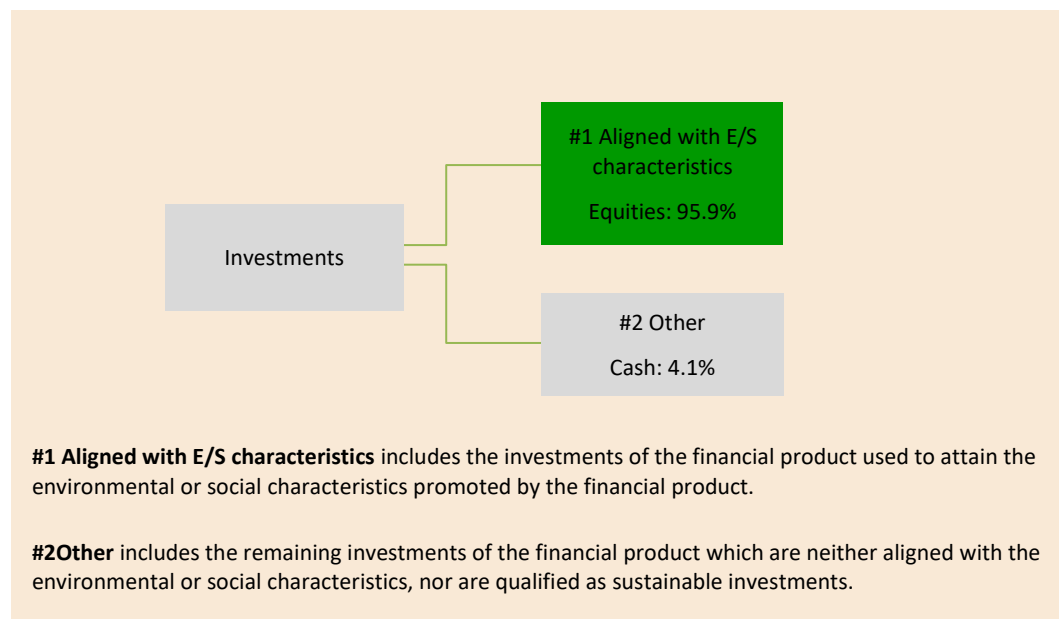 #1 Aligned with E/S
characteristics
Equities: 95.9%
Investments
#2 Other
Cash: 4.1%
#1 Aligned with E/S characteristics includes the investments of the financial product used to attain the
environmental or social characteristics promoted by the financial product.
#2Other includes the remaining investments of the financial product which are neither aligned with the
environmental or social characteristics, nor are qualified as sustainable investments.